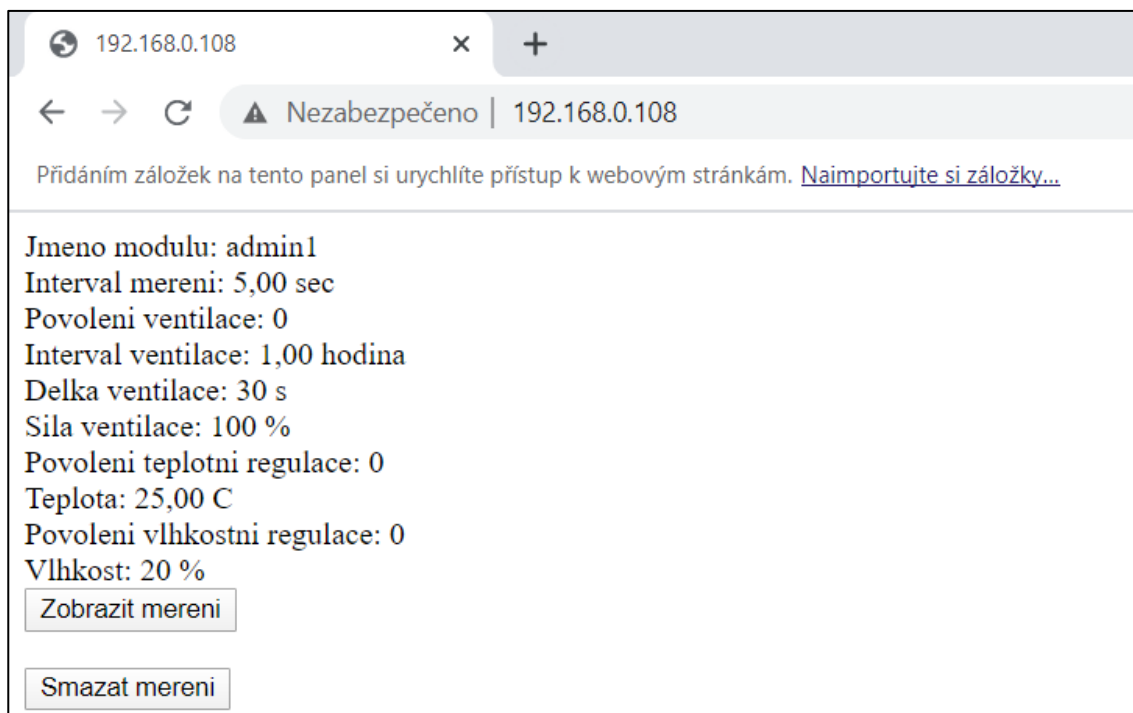 192.168.0.108
Nezabezpečeno | 192.168.0.108
Přidáním záložek na tento panel si urychlíte přístup k webovým stránkám. Naimportujte si záložky...
Jmeno modulu: admin1
Interval mereni: 5,00 sec
Povoleni ventilace: 0
Interval ventilace: 1,00 hodina
Delka ventilace: 30 s
Sila ventilace: 100 %
Povoleni teplotni regulace: 0
Teplota: 25,00 C
Povoleni vlhkostni regulace: 0
Vlhkost: 20 %
Zobrazit mereni
Smazat mereni